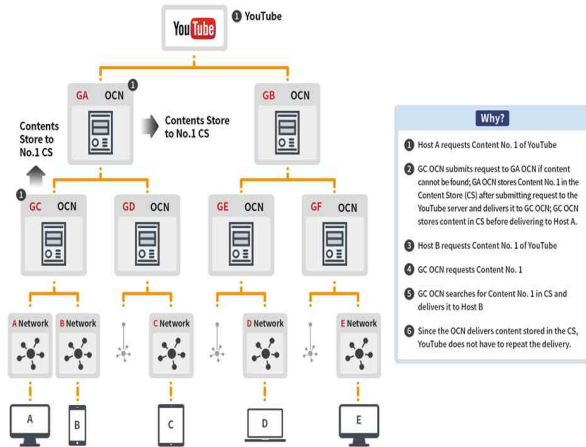 YouTube
1 YouTube
GA OCN
1
GB OCN
Contents
Store to
No.1 CS
Contents Store
to No.1 CS
1
GC OCN
GD OCN
GE OCN
GF OCN
A Network
B Network
C Network
D Network
E Network
A
B
C
D
E
Why?
1 Host A requests Content No. 1 of YouTube
2 GC OCN submits request to GA OCN if content
cannot be found; GA OCN stores Content No. 1 in the
Content Store (CS) after submitting request to the
YouTube server and delivers it to GC OCN; GC OCN
stores content in CS before delivering to Host A.
3 Host B requests Content No. 1 of YouTube
4 GC OCN requests Content No. 1
5 GC OCN searches for Content No. 1 in CS and
delivers it to Host B
6 Since the OCN delivers content stored in the CS,
YouTube does not have to repeat the delivery.